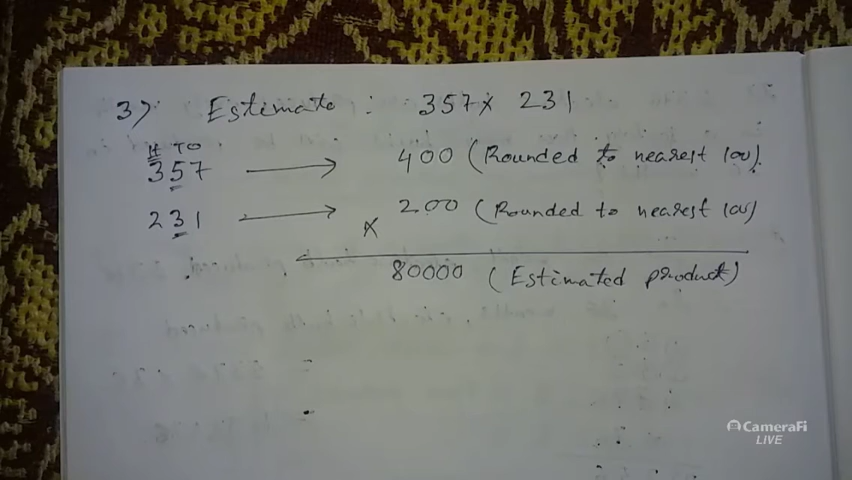 3) Estimate : 357 x 231
H TO
357 → 400 (Rounded to nearest 100).
231 → x 200 (Rounded to nearest 100)
80000 (Estimated product)
CameraFi
LIVE